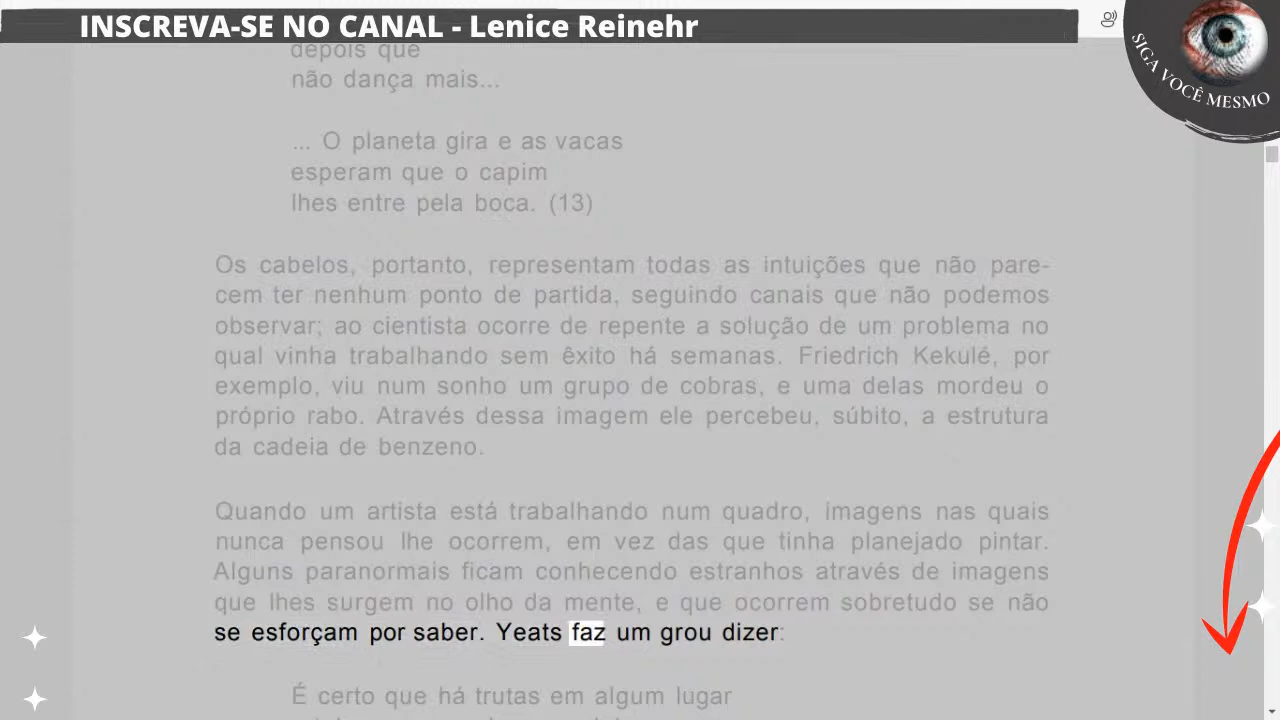 INSCREVA-SE NO CANAL - Lenice Reinehr
SIGA VOCÊ MESMO
depois que
não dança mais...
... O planeta gira e as vacas
esperam que o capim
lhes entre pela boca. (13)
Os cabelos, portanto, representam todas as intuições que não pare-
cem ter nenhum ponto de partida, seguindo canais que não podemos
observar; ao cientista ocorre de repente a solução de um problema no
qual vinha trabalhando sem êxito há semanas. Friedrich Kekulé, por
exemplo, viu num sonho um grupo de cobras, e uma delas mordeu o
próprio rabo. Através dessa imagem ele percebeu, súbito, a estrutura
da cadeia de benzeno.
Quando um artista está trabalhando num quadro, imagens nas quais
nunca pensou lhe ocorrem, em vez das que tinha planejado pintar.
Alguns paranormais ficam conhecendo estranhos através de imagens
que lhes surgem no olho da mente, e que ocorrem sobretudo se não
se esforçam por saber. Yeats faz um grou dizer:
É certo que há trutas em algum lugar